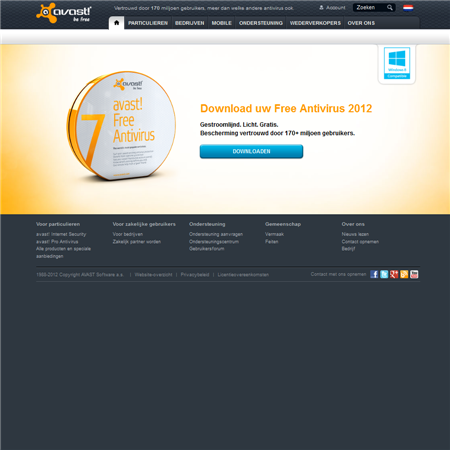 avast!
be free
Vertrouwd door 170 miljoen gebruikers, meer dan welke andere antivirus ook.
Account
Zoeken
PARTICULIEREN
BEDRIJVEN
MOBILE
ONDERSTEUNING
WEDERVERKOPERS
OVER ONS
Windows 8
Compatible
avast!
be free
avast!
Free
Antivirus
7
Download uw Free Antivirus 2012
Gestroomlijnd. Licht. Gratis.
Bescherming vertrouwd door 170+ miljoen gebruikers.
DOWNLOADEN
Voor particulieren
avast! Internet Security
avast! Pro Antivirus
Alle producten en speciale
aanbiedingen
Voor zakelijke gebruikers
Voor bedrijven
Zakelijk partner worden
Ondersteuning
Ondersteuning aanvragen
Ondersteuningscentrum
Gebruikersforum
Gemeenschap
Vermaak
Feiten
Over ons
Nieuws lezen
Contact opnemen
Bedrijf
1988-2012 Copyright AVAST Software a.s. | Websiteoverzicht | Privacybeleid | Licentieovereenkomsten
Contact met ons opnemen